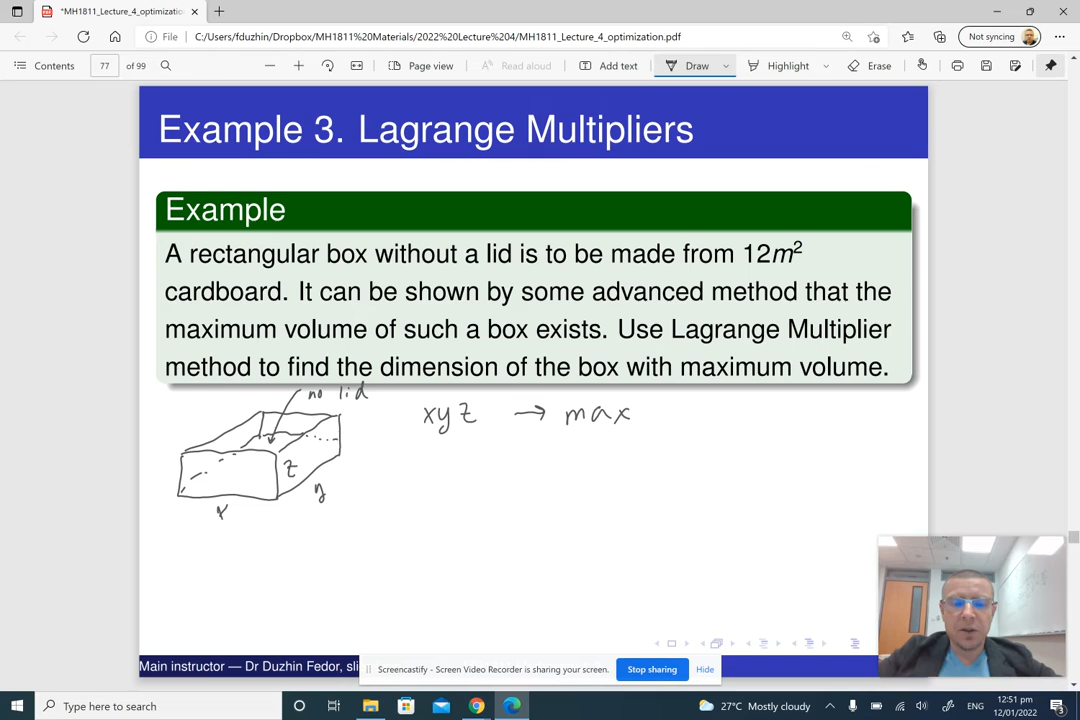 *MH1811_Lecture_4_optimization.p
File
C:/Users/fduzhin/Dropbox/MH1811%20Materials/2022%20Lecture%204/MH1811_Lecture_4_optimization.pdf
Not syncing
Contents
77
of 99
Page view
Read aloud
Add text
Draw
Highlight
Erase
Example 3. Lagrange Multipliers
Example
A rectangular box without a lid is to be made from 12m²
cardboard. It can be shown by some advanced method that the
maximum volume of such a box exists. Use Lagrange Multiplier
method to find the dimension of the box with maximum volume.
no lid
xyz → max
z
y
x
Main instructor — Dr Duzhin Fedor, sli
Screencastify - Screen Video Recorder is sharing your screen.
Stop sharing
Hide
Type here to search
27°C Mostly cloudy
ENG
12:51 pm
12/01/2022
3